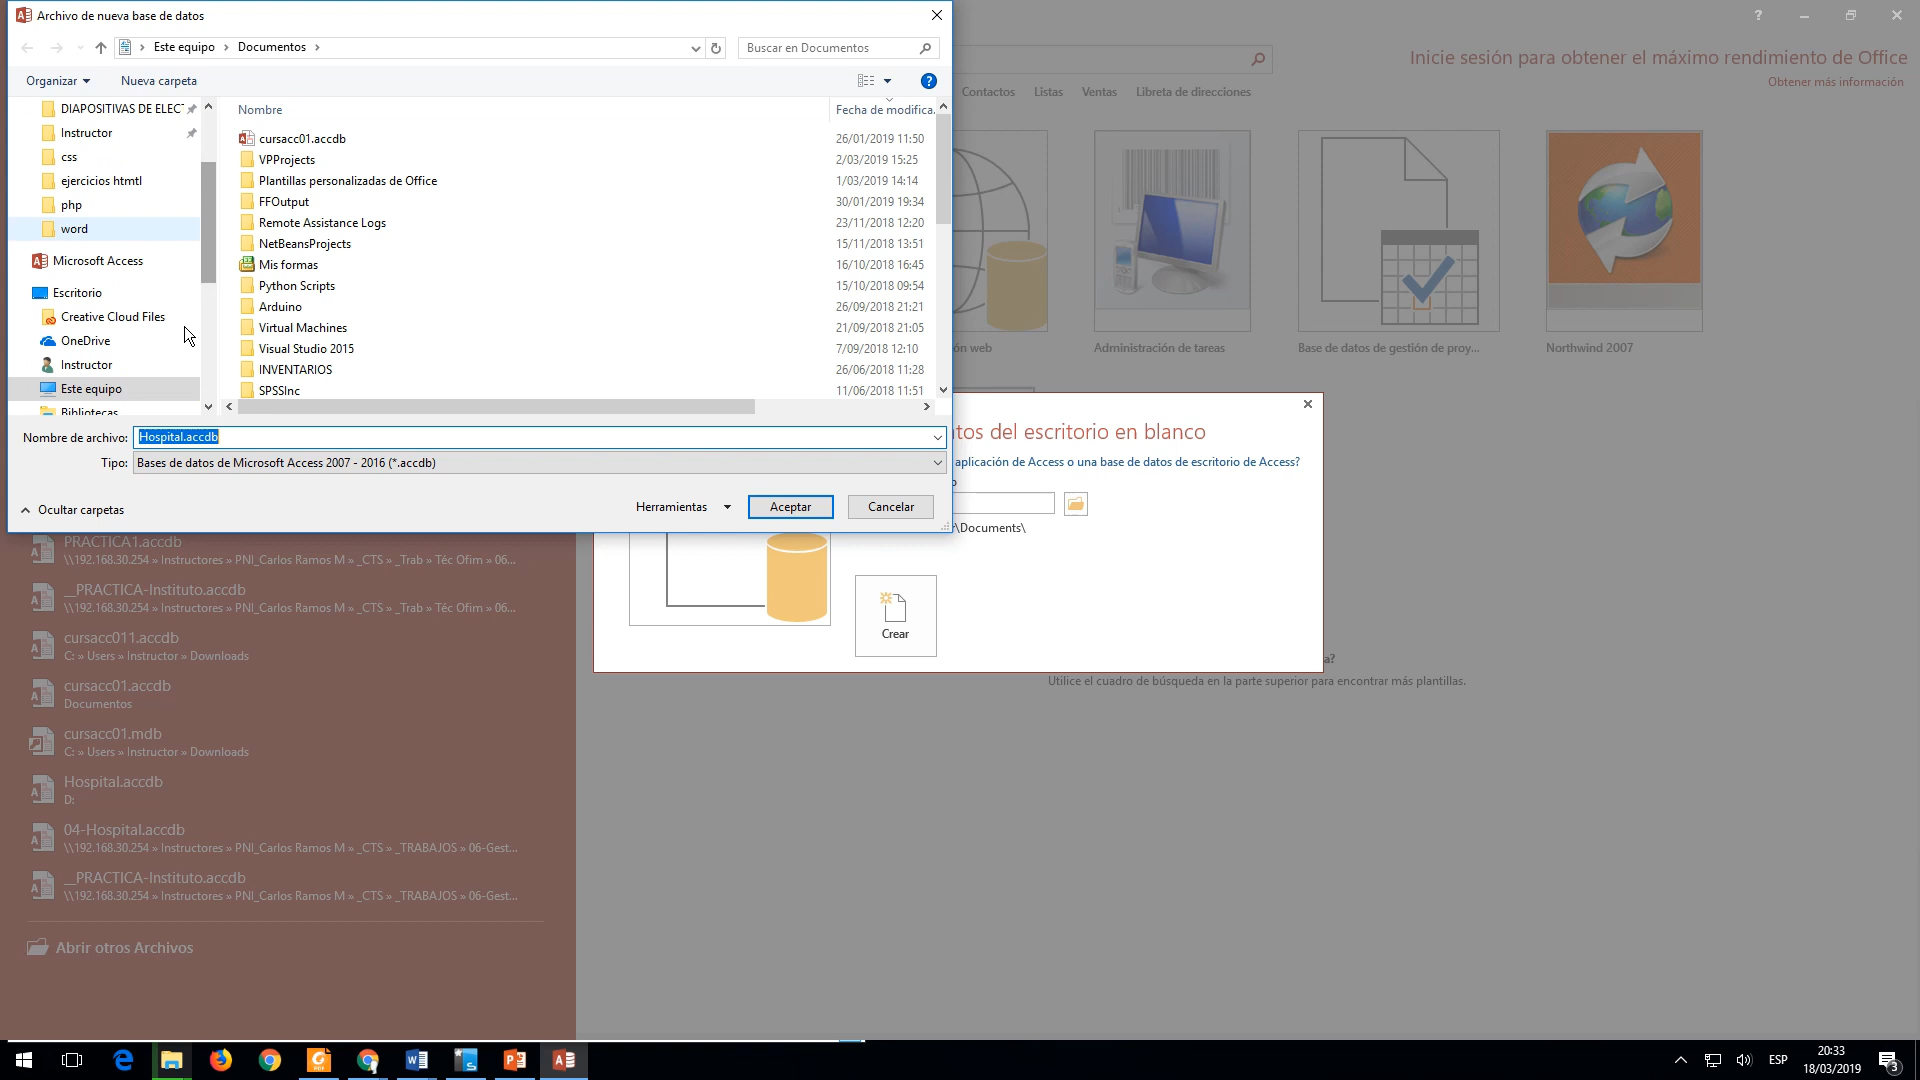 Archivo de nueva base de datos
Este equipo
Documentos
Buscar en Documentos
Organizar
Nueva carpeta
?
DIAPOSITIVAS DE ELEC
Instructor
css
ejercicios htmtl
php
word
Microsoft Access
Escritorio
Creative Cloud Files
OneDrive
Instructor
Este equipo
Bibliotecas
Nombre
Fecha de modifica.
cursacc01.accdb
26/01/2019 11:50
VPProjects
2/03/2019 15:25
Plantillas personalizadas de Office
1/03/2019 14:14
FFOutput
30/01/2019 19:34
Remote Assistance Logs
23/11/2018 12:20
NetBeansProjects
15/11/2018 13:51
Mis formas
16/10/2018 16:45
Python Scripts
15/10/2018 09:54
Arduino
26/09/2018 21:21
Virtual Machines
21/09/2018 21:05
Visual Studio 2015
7/09/2018 12:10
INVENTARIOS
26/06/2018 11:28
SPSSInc
11/06/2018 11:51
Nombre de archivo:
Hospital.accdb
Tipo:
Bases de datos de Microsoft Access 2007 - 2016 (*.accdb)
Ocultar carpetas
Herramientas
Aceptar
Cancelar
?
Inicie sesión para obtener el máximo rendimiento de Office
Obtener más información
Contactos
Listas
Ventas
Libreta de direcciones
ón web
Administración de tareas
Base de datos de gestión de proy...
Northwind 2007
tos del escritorio en blanco
aplicación de Access o una base de datos de escritorio de Access?
o
r\Documents\
Crear
a?
Utilice el cuadro de búsqueda en la parte superior para encontrar más plantillas.
PRACTICA1.accdb
\\192.168.30.254 » Instructores » PNI_Carlos Ramos M » _CTS » _Trab » Téc Ofim » 06...
__PRACTICA-Instituto.accdb
\\192.168.30.254 » Instructores » PNI_Carlos Ramos M » _CTS » _Trab » Téc Ofim » 06...
cursacc011.accdb
C: » Users » Instructor » Downloads
cursacc01.accdb
Documentos
cursacc01.mdb
C: » Users » Instructor » Downloads
Hospital.accdb
D:
04-Hospital.accdb
\\192.168.30.254 » Instructores » PNI_Carlos Ramos M » _CTS » _TRABAJOS » 06-Gest...
__PRACTICA-Instituto.accdb
\\192.168.30.254 » Instructores » PNI_Carlos Ramos M » _CTS » _TRABAJOS » 06-Gest...
Abrir otros Archivos
ESP
20:33
18/03/2019
3